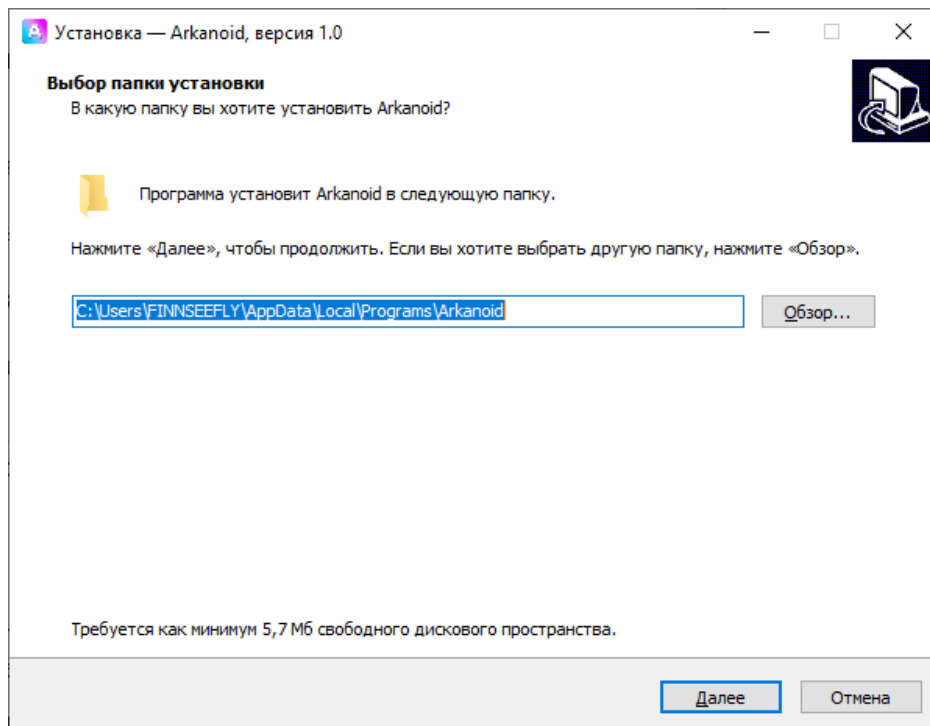 Установка — Arkanoid, версия 1.0
Выбор папки установки
В какую папку вы хотите установить Arkanoid?
Программа установит Arkanoid в следующую папку.
Нажмите «Далее», чтобы продолжить. Если вы хотите выбрать другую папку, нажмите «Обзор».
C:\Users\FINNSEEFLY\AppData\Local\Programs\Arkanoid
Обзор...
Требуется как минимум 5,7 Мб свободного дискового пространства.
Далее
Отмена